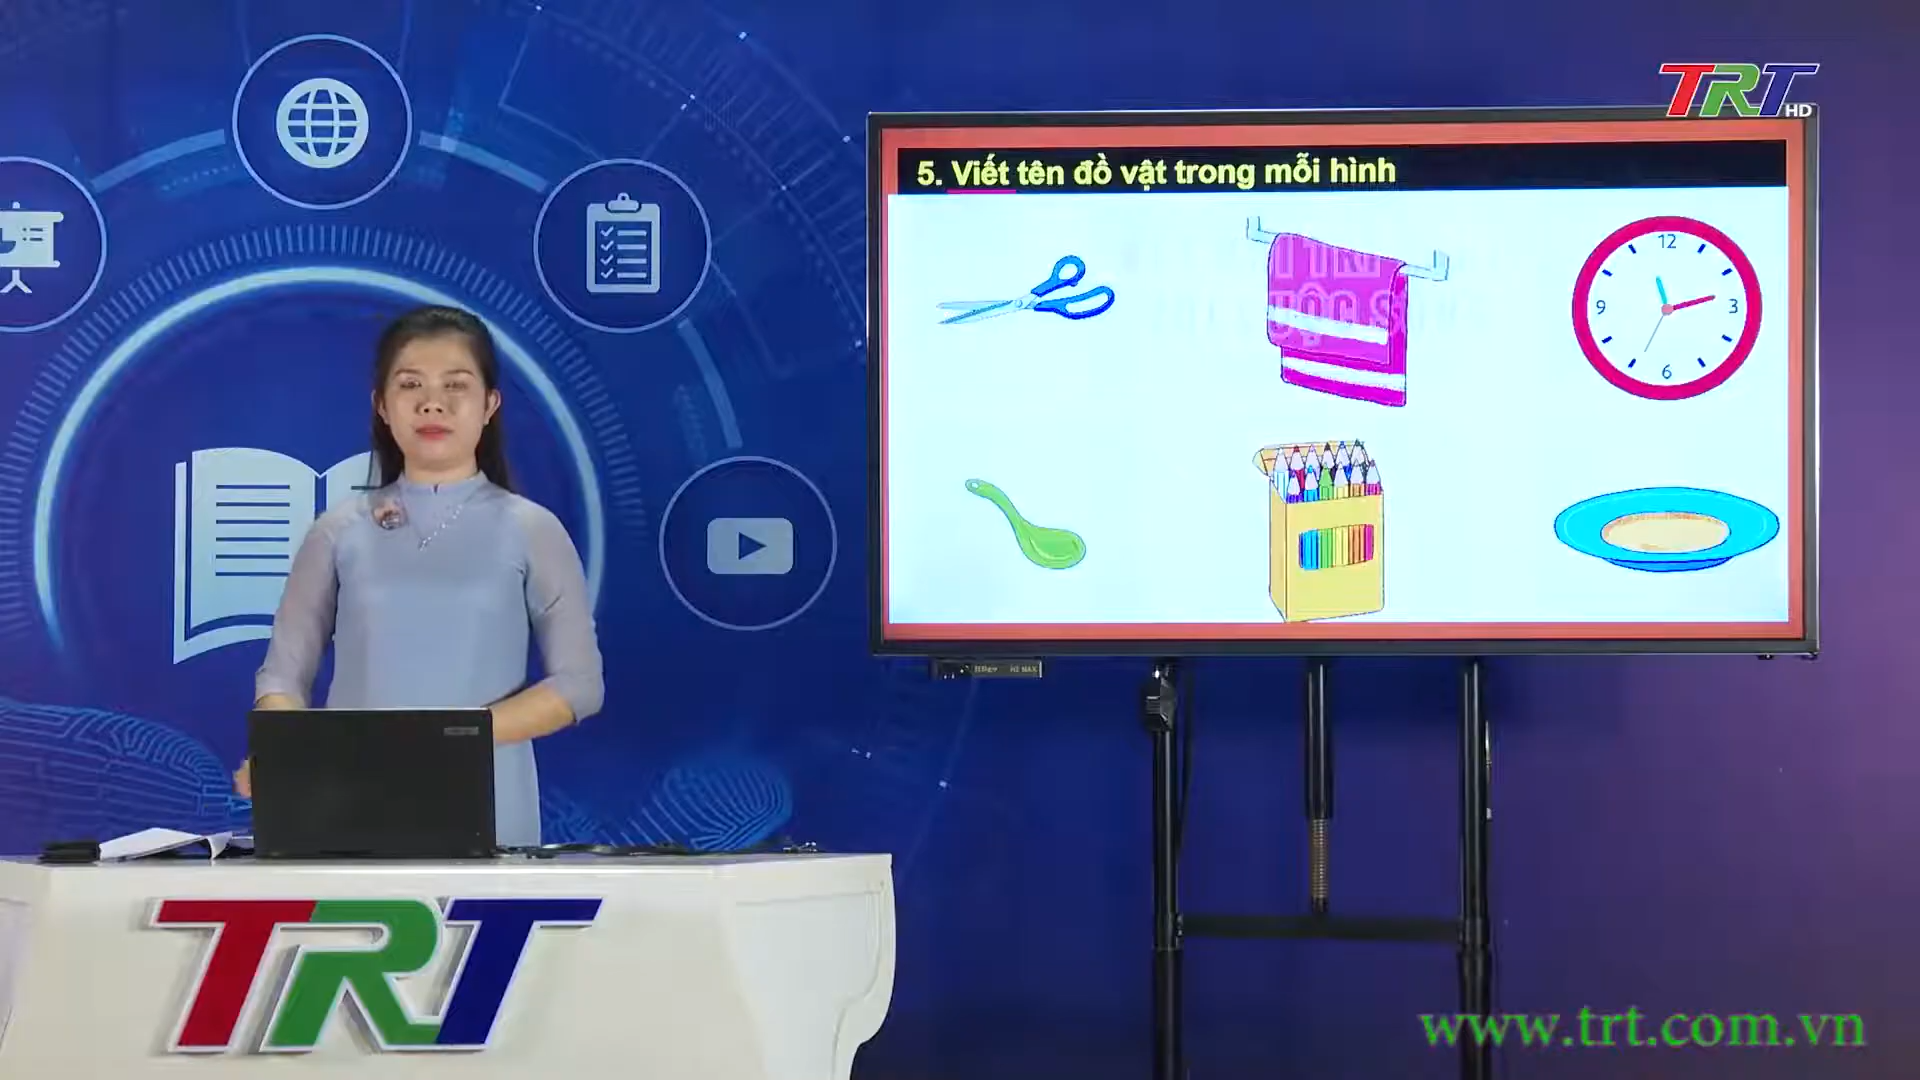 TRT HD
5. Viết tên đồ vật trong mỗi hình
12
9
3
6
TRT
www.trt.com.vn